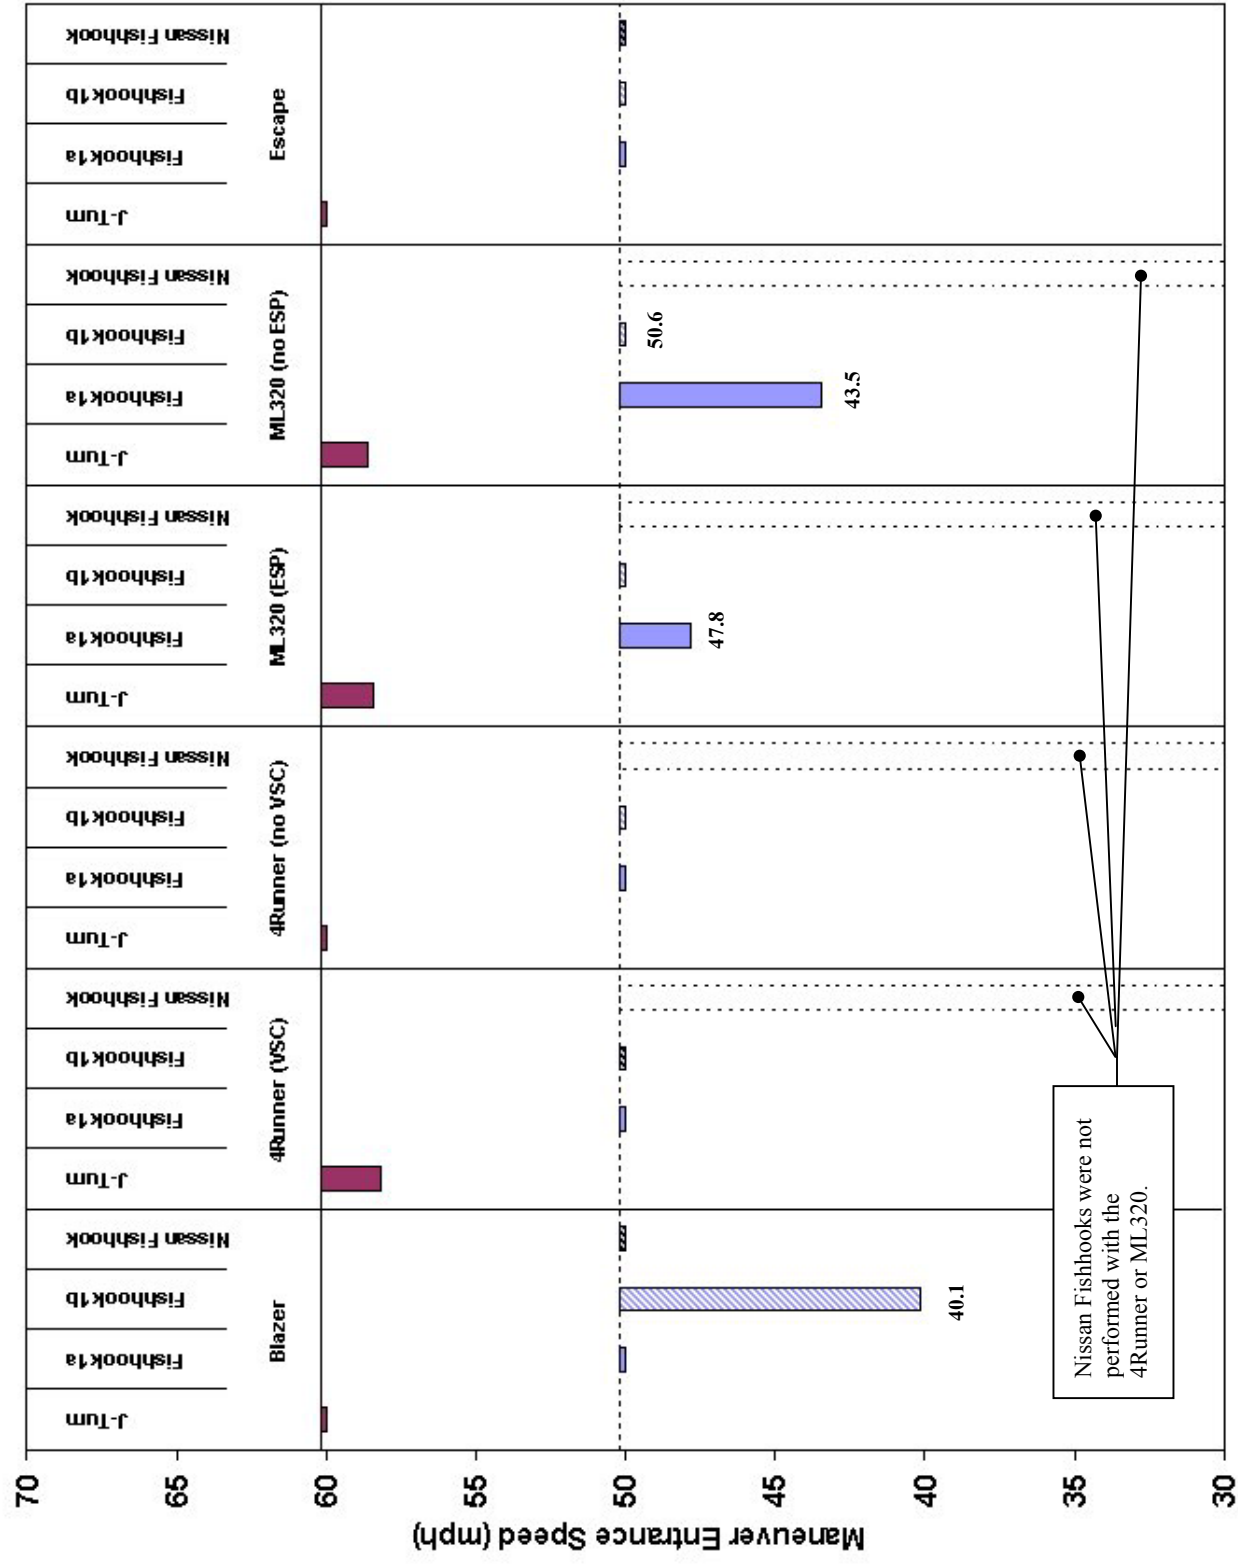 Maneuver Entrance Speed (mph)
70
65
60
55
50
45
40
35
30
J-Turn
Fishhook1a
Fishhook1b
Nissan Fishhook
Blazer
J-Turn
Fishhook1a
Fishhook1b
Nissan Fishhook
4Runner (VSC)
J-Turn
Fishhook1a
Fishhook1b
Nissan Fishhook
4Runner (no VSC)
J-Turn
Fishhook1a
Fishhook1b
Nissan Fishhook
ML320 (ESP)
J-Turn
Fishhook1a
Fishhook1b
Nissan Fishhook
ML320 (no ESP)
J-Turn
Fishhook1a
Fishhook1b
Nissan Fishhook
Escape
40.1
47.8
43.5
50.6
Nissan Fishhooks were not
performed with the
4Runner or ML320.